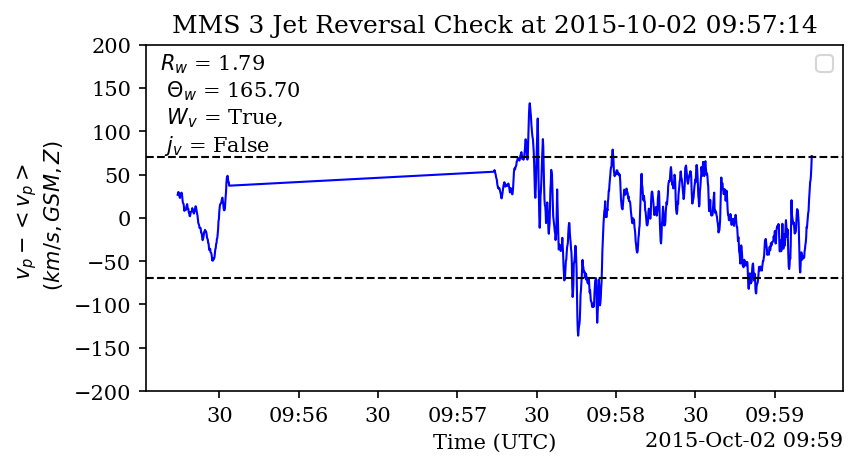 MMS 3 Jet Reversal Check at 2015-10-02 09:57:14
R_w = 1.79
Θ_w = 165.70
W_v = True,
j_v = False
v_p − < v_p >
(km/s, GSM, Z)
200
150
100
50
0
−50
−100
−150
−200
30 09:56 30 09:57 30 09:58 30 09:59
Time (UTC)
2015-Oct-02 09:59